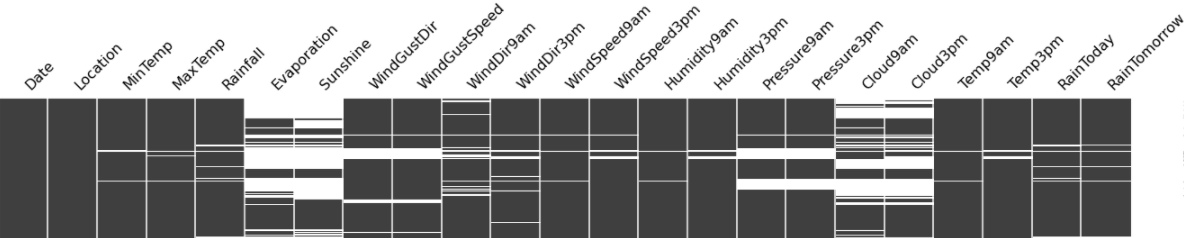 Date
Location
MinTemp
MaxTemp
Rainfall
Evaporation
Sunshine
WindGustDir
WindGustSpeed
WindDir9am
WindDir3pm
WindSpeed9am
WindSpeed3pm
Humidity9am
Humidity3pm
Pressure9am
Pressure3pm
Cloud9am
Cloud3pm
Temp9am
Temp3pm
RainToday
RainTomorrow